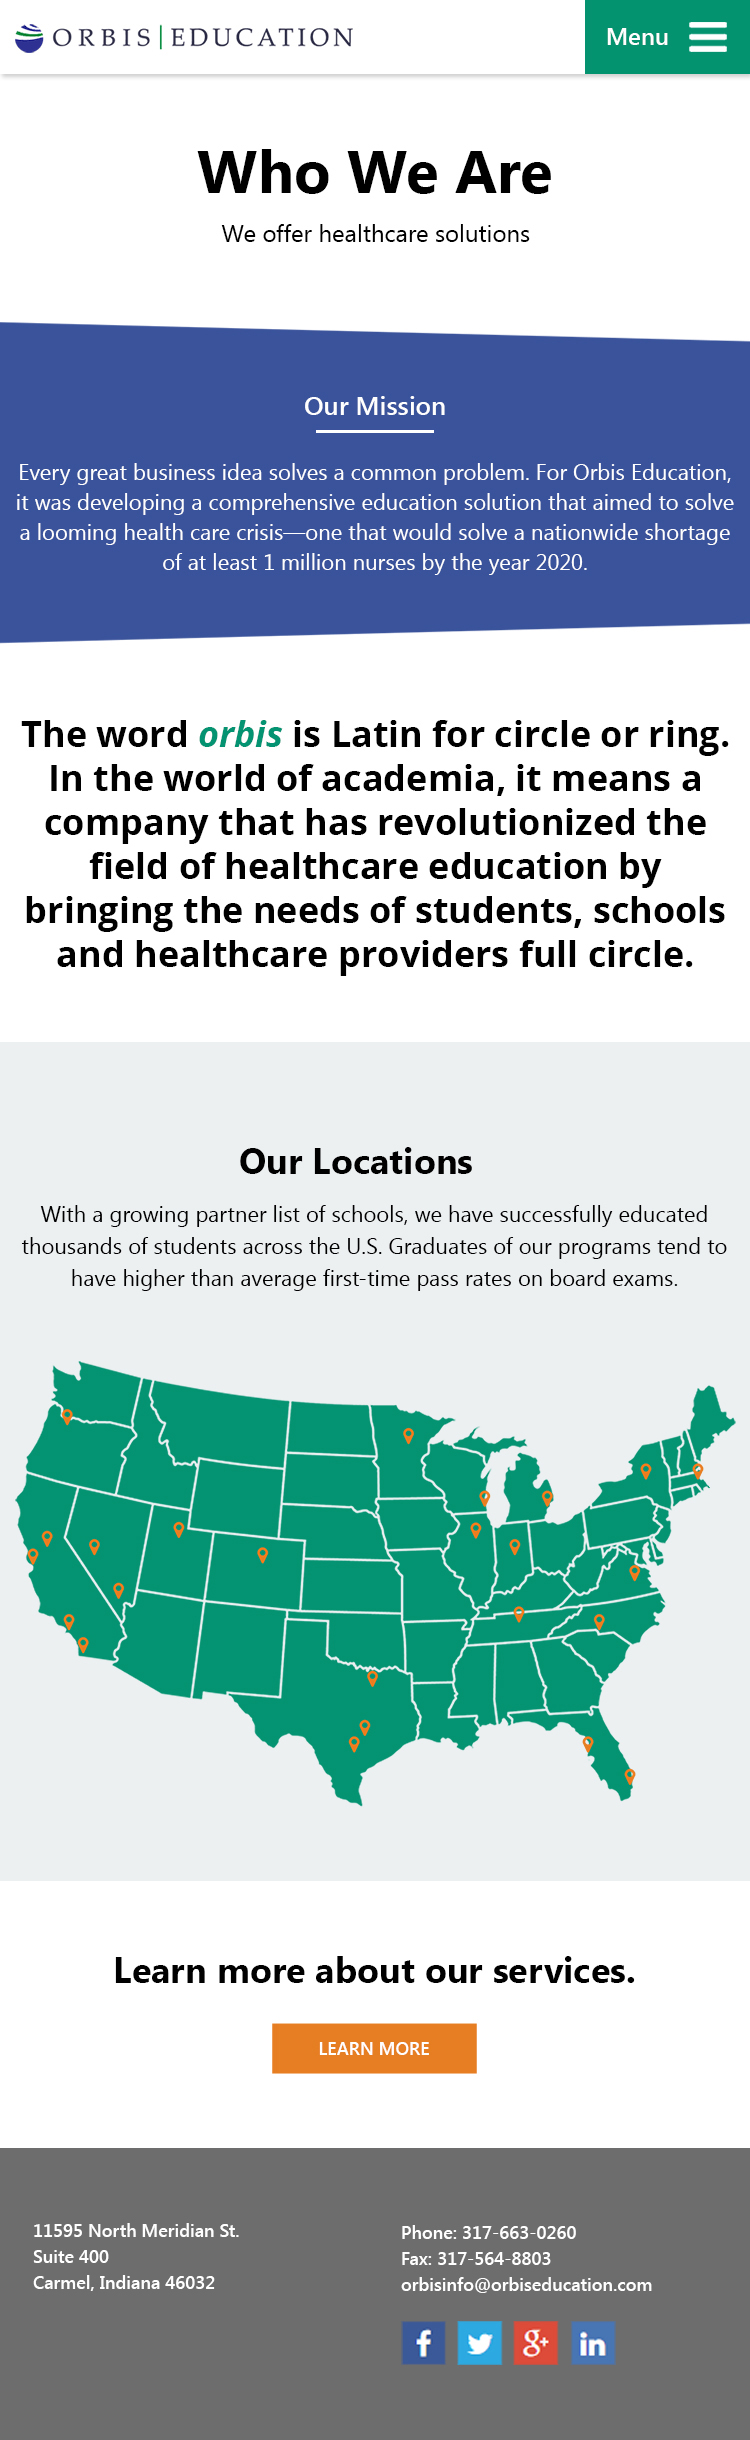 ORBIS | EDUCATION
Menu
Who We Are
We offer healthcare solutions
Our Mission
Every great business idea solves a common problem. For Orbis Education,
it was developing a comprehensive education solution that aimed to solve
a looming health care crisis—one that would solve a nationwide shortage
of at least 1 million nurses by the year 2020.
The word orbis is Latin for circle or ring.
In the world of academia, it means a
company that has revolutionized the
field of healthcare education by
bringing the needs of students, schools
and healthcare providers full circle.
Our Locations
With a growing partner list of schools, we have successfully educated
thousands of students across the U.S. Graduates of our programs tend to
have higher than average first-time pass rates on board exams.
Learn more about our services.
LEARN MORE
11595 North Meridian St.
Suite 400
Carmel, Indiana 46032
Phone: 317-663-0260
Fax: 317-564-8803
orbisinfo@orbiseducation.com
f g+ in